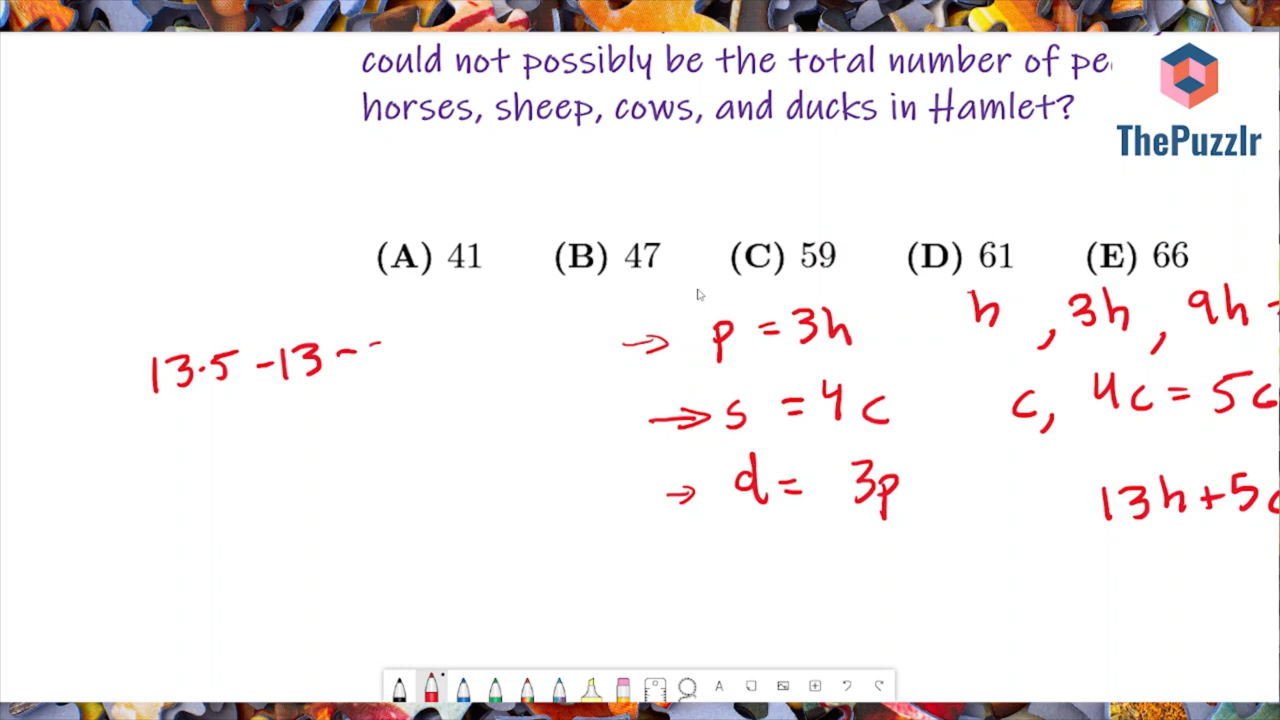 could not possibly be the total number of pe
horses, sheep, cows, and ducks in Hamlet?
ThePuzzlr
(A) 41 (B) 47 (C) 59 (D) 61 (E) 66
→ p = 3h h , 3h , 9h =
13.5 -13 --
→ s = 4c c, 4c = 5c
→ d = 3p
13h+5c
A